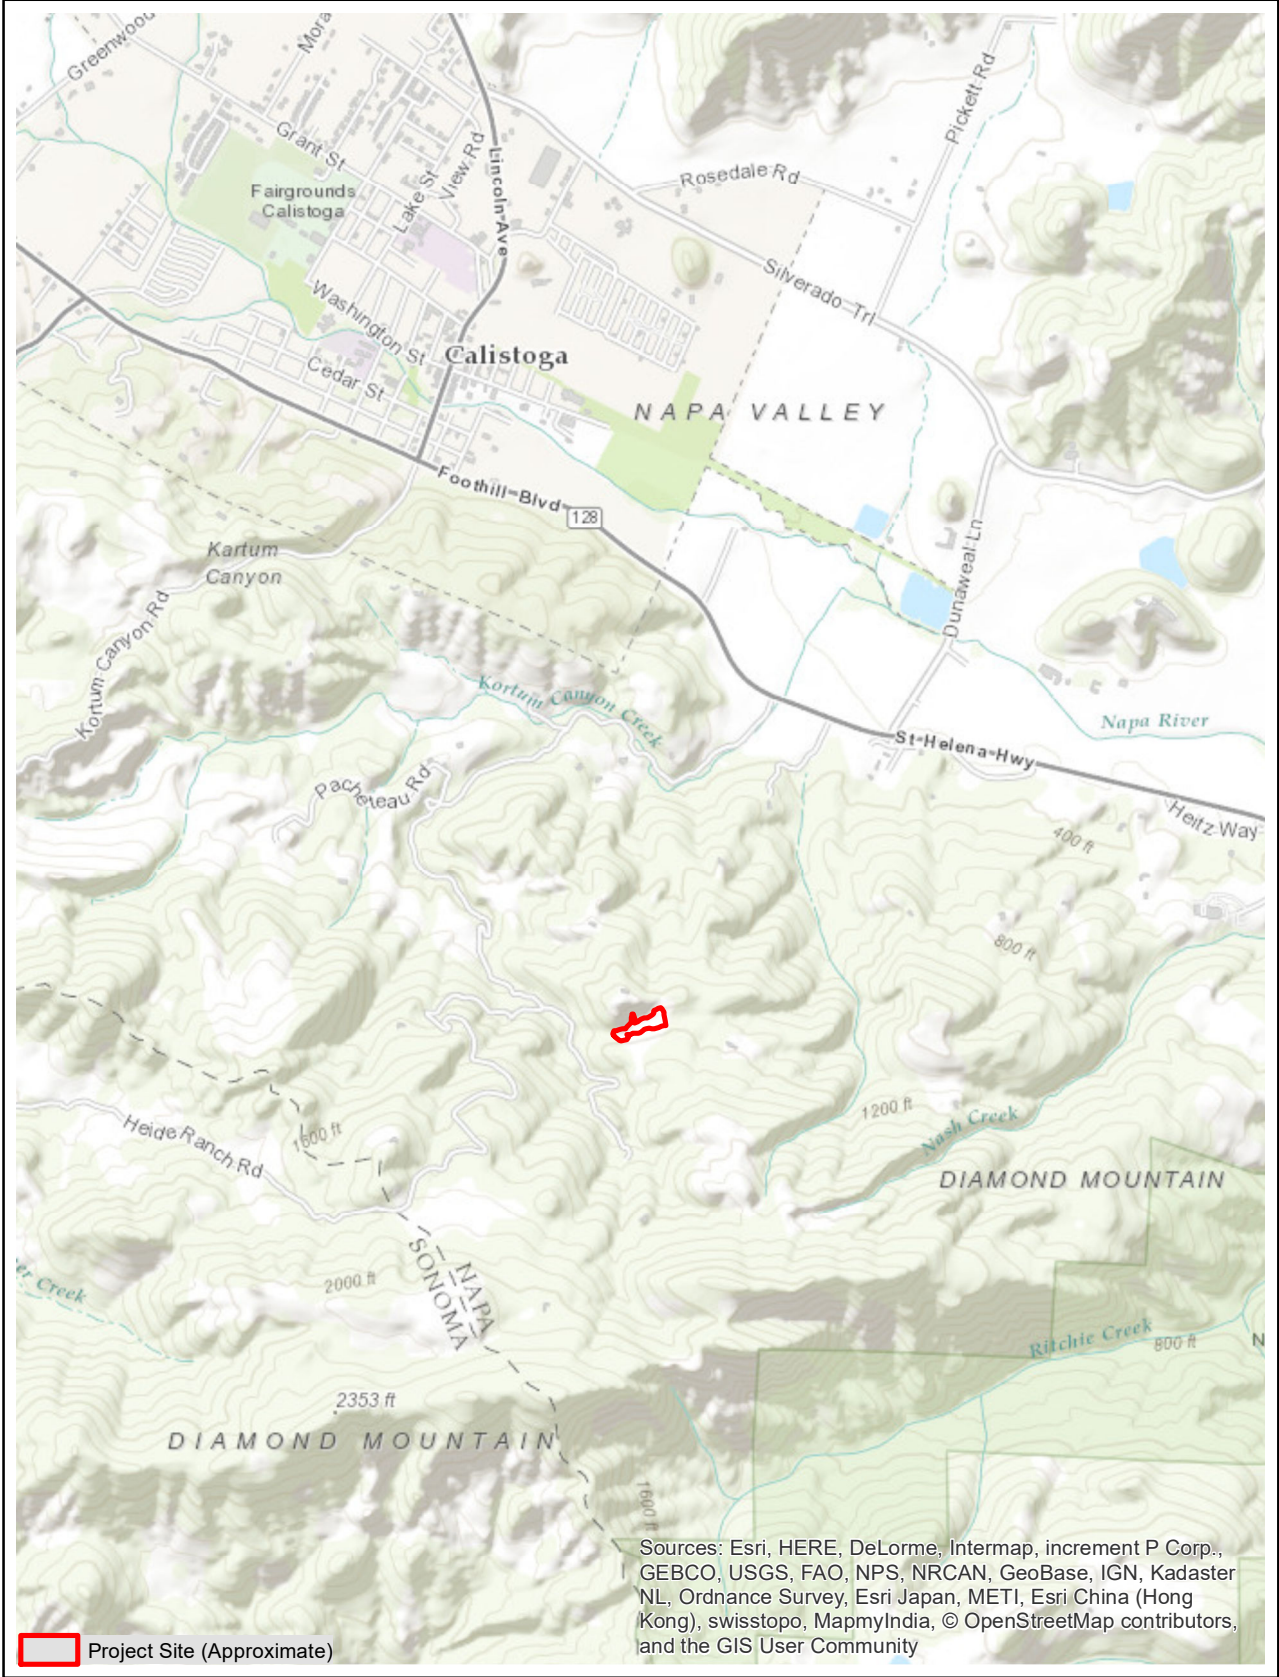 Greenwood
Mora
Pickett Rd
Grant St
View Rd
Lincoln Ave
Rosedale Rd
Fairgrounds
Calistoga
Lake St
Silverado Trl
Washington St
Calistoga
Cedar St
NAPA VALLEY
Foothill Blvd
128
Kartum
Canyon
Dunaweal Ln
Kortum Canyon Rd
Kortum Canyon Creek
Napa River
St Helena Hwy
Pacheteau Rd
Heitz Way
400 ft
800 ft
1200 ft
Nash Creek
Heide Ranch Rd
1600 ft
DIAMOND MOUNTAIN
NAPA
SONOMA
er Creek
2000 ft
Ritchie Creek
800 ft
N
2353 ft
DIAMOND MOUNTAIN
1600 ft
Sources: Esri, HERE, DeLorme, Intermap, increment P Corp.,
GEBCO, USGS, FAO, NPS, NRCAN, GeoBase, IGN, Kadaster
NL, Ordnance Survey, Esri Japan, METI, Esri China (Hong
Kong), swisstopo, MapmyIndia, © OpenStreetMap contributors,
and the GIS User Community
Project Site (Approximate)